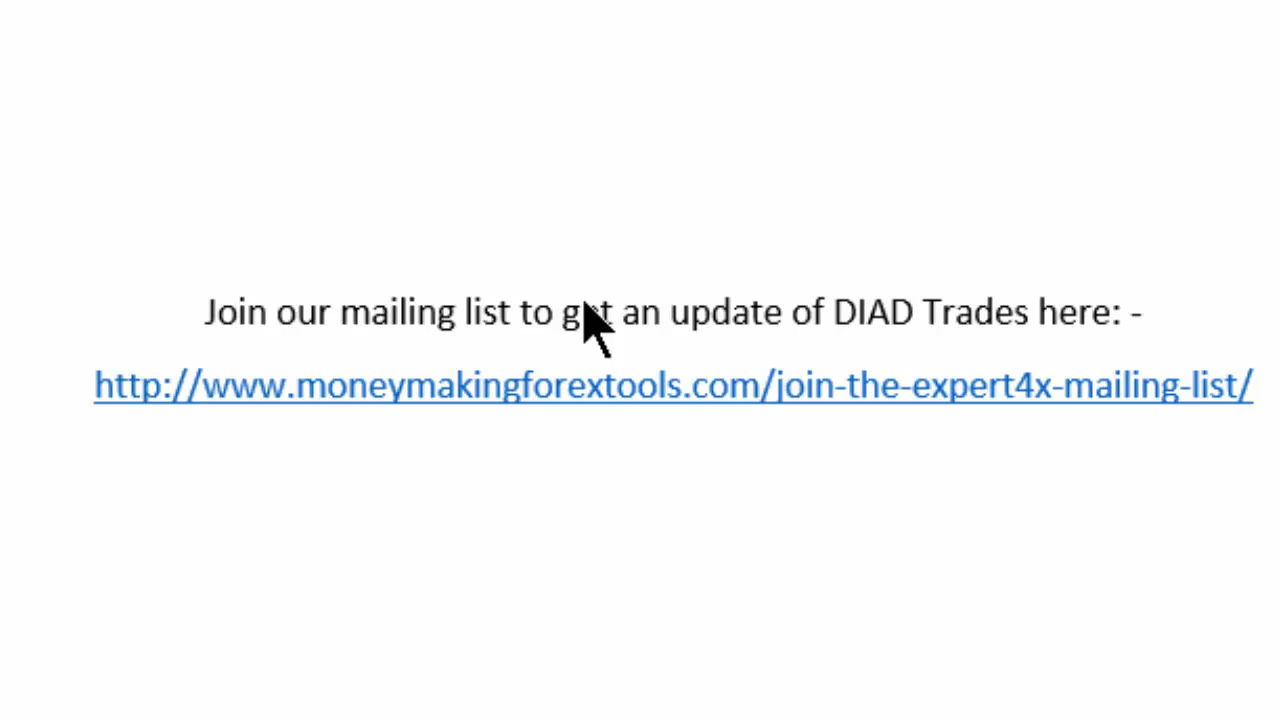 Join our mailing list to get an update of DIAD Trades here: -
http://www.moneymakingforextools.com/join-the-expert4x-mailing-list/